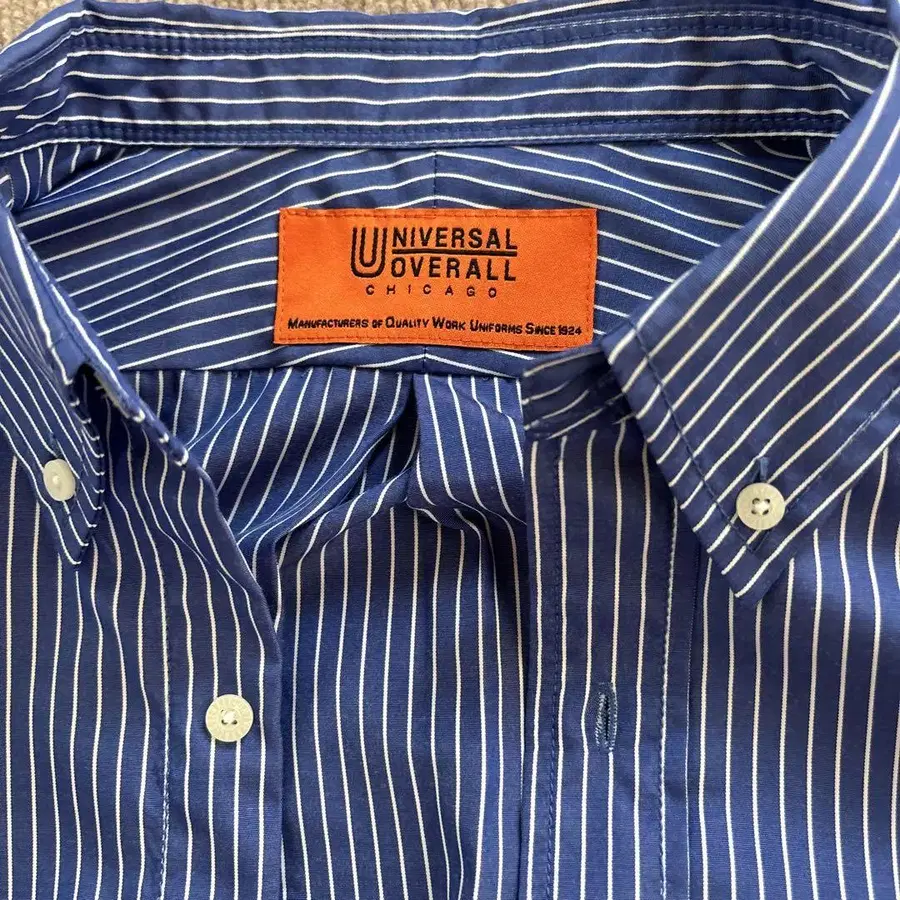 UNIVERSAL
OVERALL
CHICAGO
MANUFACTURERS OF QUALITY WORK UNIFORMS SINCE 1924